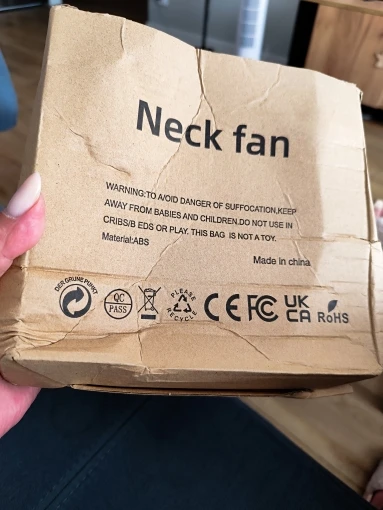 Neck fan
WARNING:TO A/OID DANGER OF SUFFOCATION,KEEP
AWAY FROM BABIES AND CHILDREN.DO NOT USE IN
CRIBS/B EDS OR PLAY. THIS BAG IS NOT A TOY.
Material:ABS
Made in china
DER GRÜNE PUNKT
QC
PASS
PLEASE
RECYCLE
CE FC UK
CA RoHS